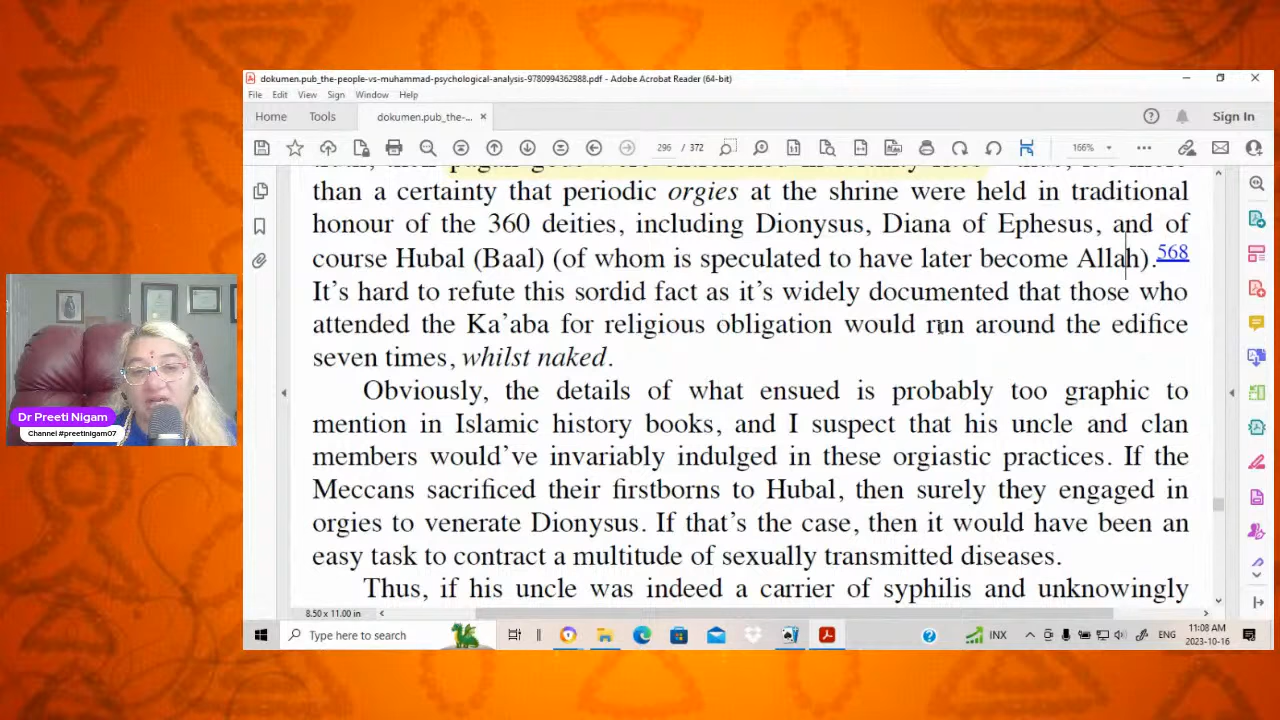 dokumen.pub_the-people-vs-muhammad-psychological-analysis-9780994362988.pdf - Adobe Acrobat Reader (64-bit)
File Edit View Sign Window Help
Home Tools dokumen.pub_the-... Sign In
296 / 372 166%
than a certainty that periodic orgies at the shrine were held in traditional
honour of the 360 deities, including Dionysus, Diana of Ephesus, and of
course Hubal (Baal) (of whom is speculated to have later become Allah).568
It's hard to refute this sordid fact as it's widely documented that those who
attended the Ka'aba for religious obligation would run around the edifice
seven times, whilst naked.
Obviously, the details of what ensued is probably too graphic to
mention in Islamic history books, and I suspect that his uncle and clan
members would've invariably indulged in these orgiastic practices. If the
Meccans sacrificed their firstborns to Hubal, then surely they engaged in
orgies to venerate Dionysus. If that's the case, then it would have been an
easy task to contract a multitude of sexually transmitted diseases.
Thus, if his uncle was indeed a carrier of syphilis and unknowingly
8.50 x 11.00 in
Dr Preeti Nigam
Channel #preetinigam07
Type here to search
INX
ENG
11:08 AM
2023-10-16